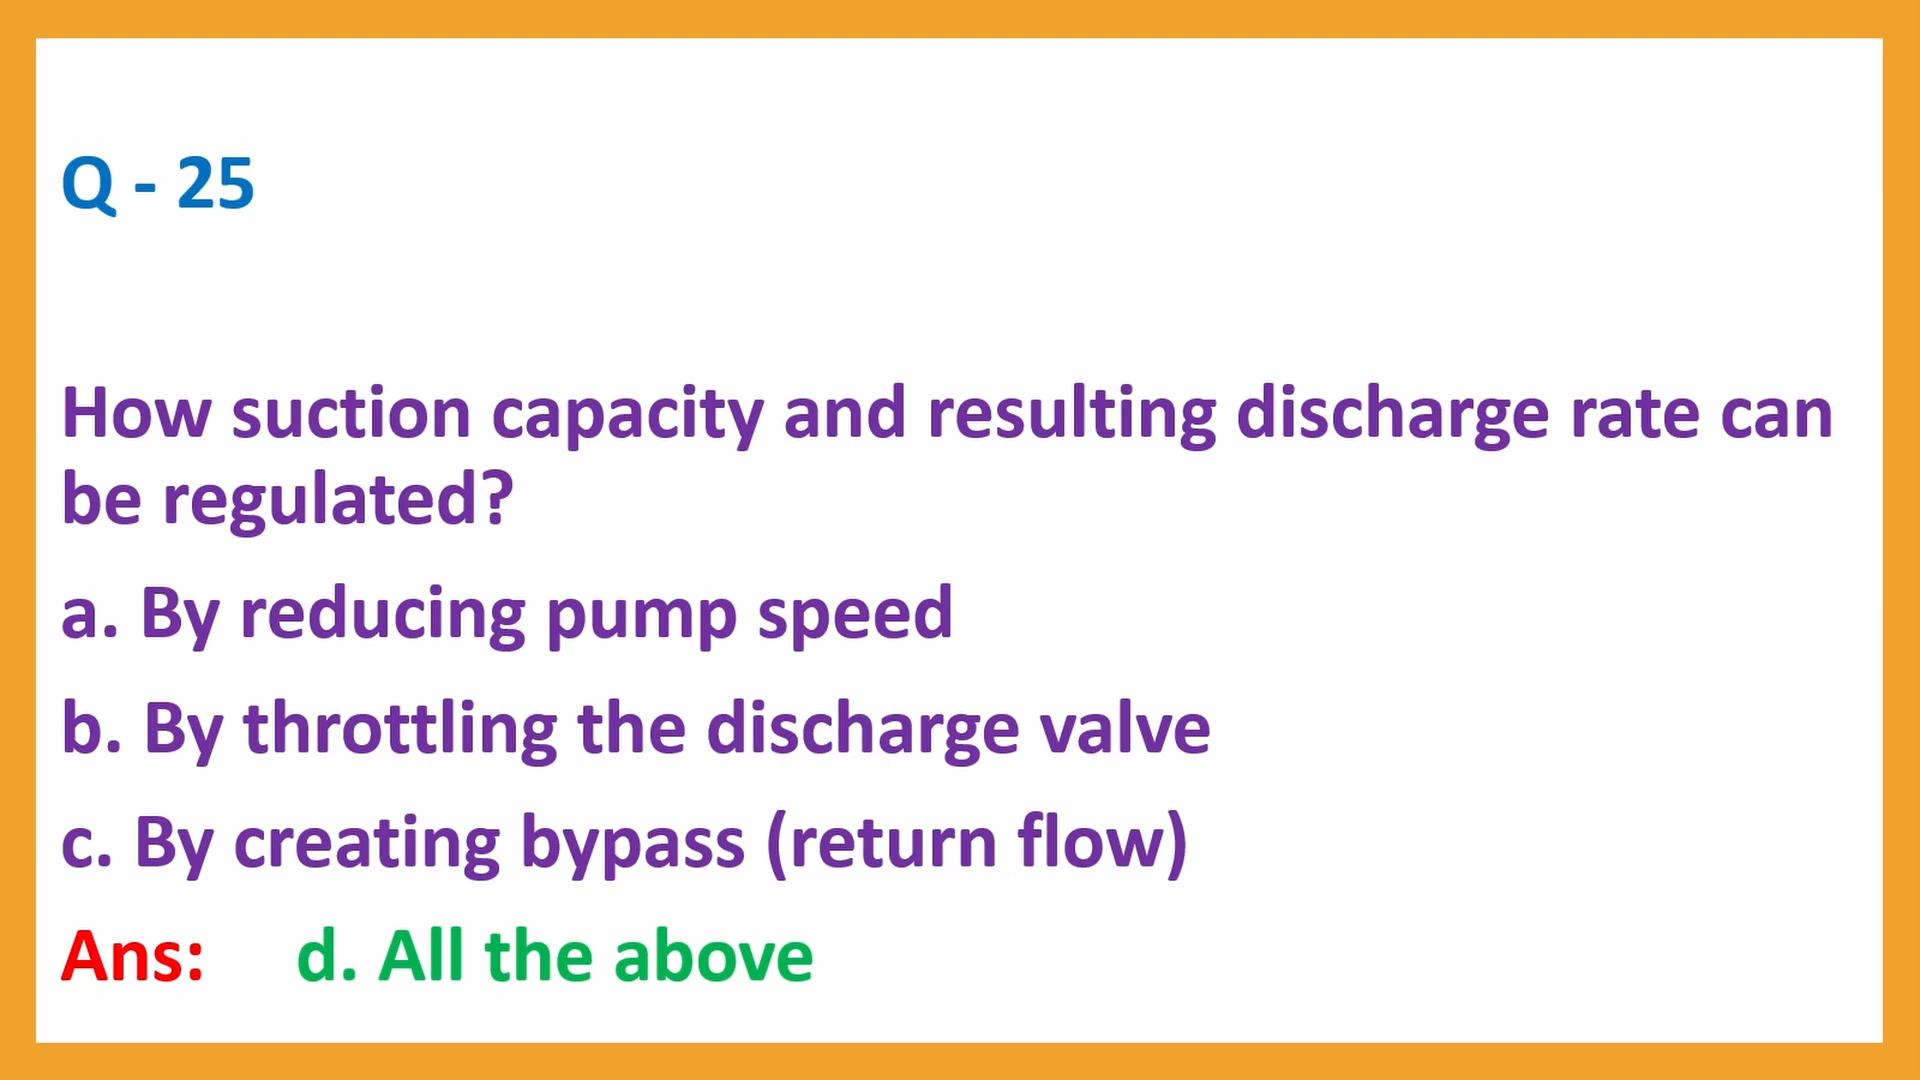 Q - 25
How suction capacity and resulting discharge rate can
be regulated?
a. By reducing pump speed
b. By throttling the discharge valve
c. By creating bypass (return flow)
Ans: d. All the above